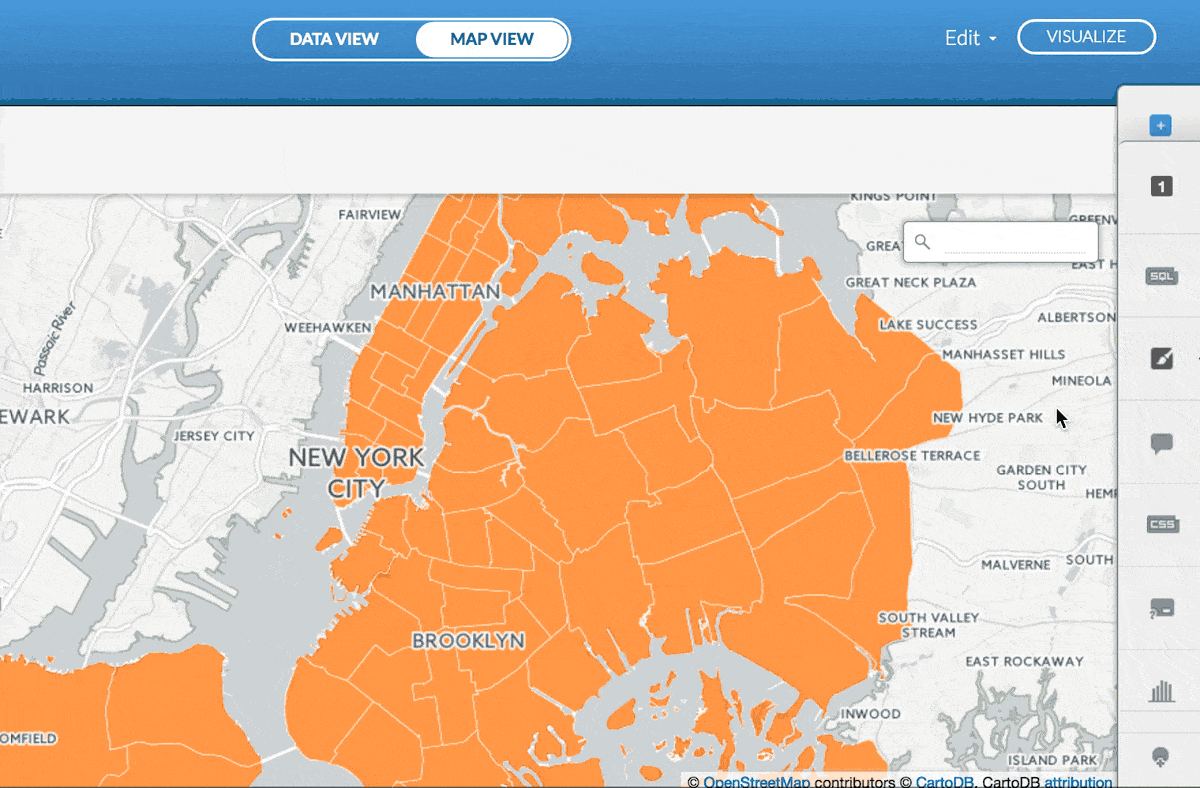 DATA VIEW
MAP VIEW
Edit
VISUALIZE
+
1
SQL
CSS
KINGS POINT
FAIRVIEW
GREENV
GREA
EAST H
MANHATTAN
GREAT NECK PLAZA
WEEHAWKEN
LAKE SUCCESS
ALBERTSON
Passaic River
MANHASSET HILLS
MINEOLA
HARRISON
EWARK
NEW HYDE PARK
JERSEY CITY
NEW YORK
CITY
BELLEROSE TERRACE
GARDEN CITY
SOUTH
HEMP
MALVERNE
SOUTH
SOUTH VALLEY
STREAM
BROOKLYN
EAST ROCKAWAY
INWOOD
OMFIELD
ISLAND PARK
© OpenStreetMap contributors © CartoDB, CartoDB attribution